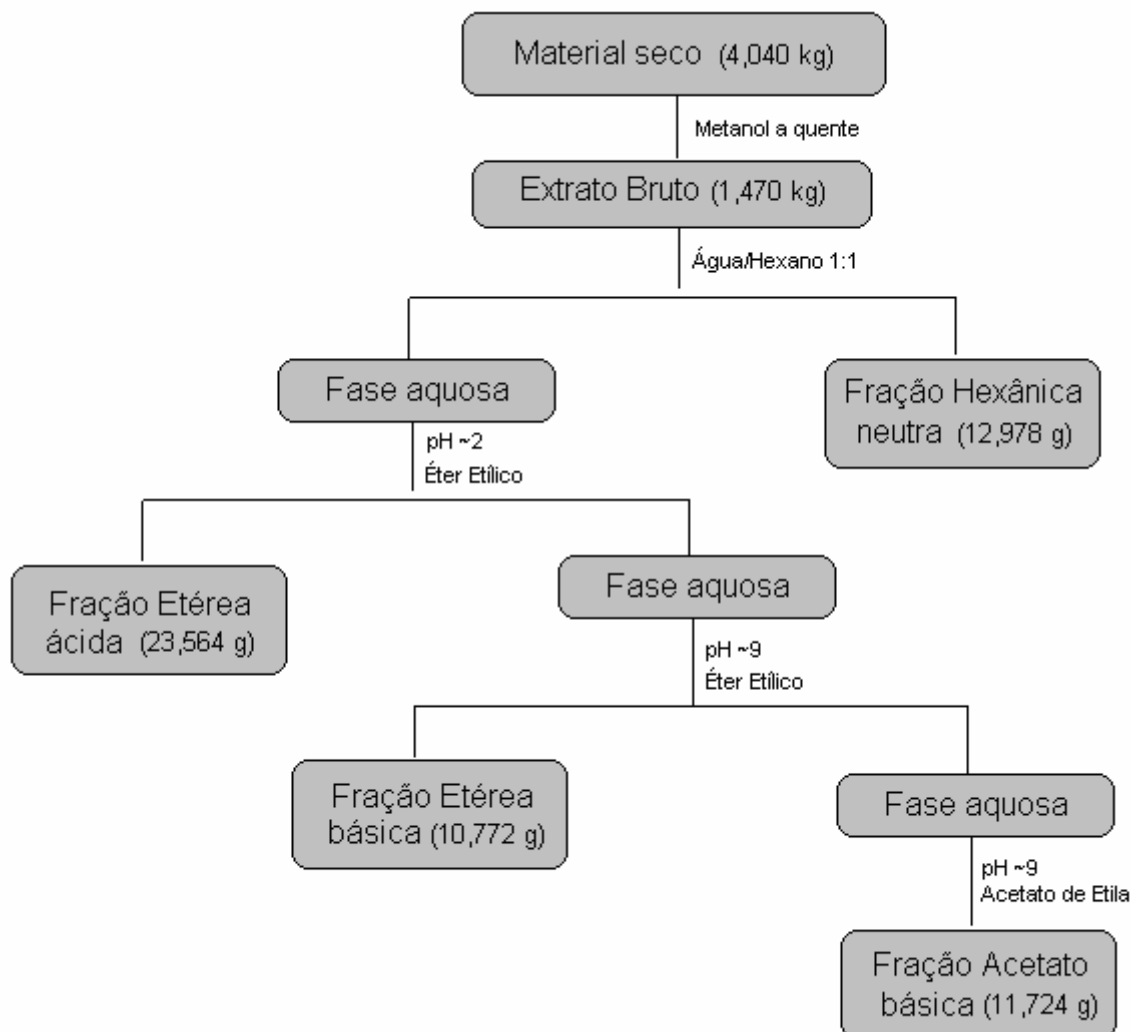 Material seco (4,040 kg)
Metanol a quente
Extrato Bruto (1,470 kg)
Água/Hexano 1:1
Fase aquosa
Fração Hexânica
neutra (12,978 g)
pH ~2
Éter Etílico
Fração Etérea
ácida (23,564 g)
Fase aquosa
pH ~9
Éter Etílico
Fração Etérea
básica (10,772 g)
Fase aquosa
pH ~9
Acetato de Etila
Fração Acetato
básica (11,724 g)